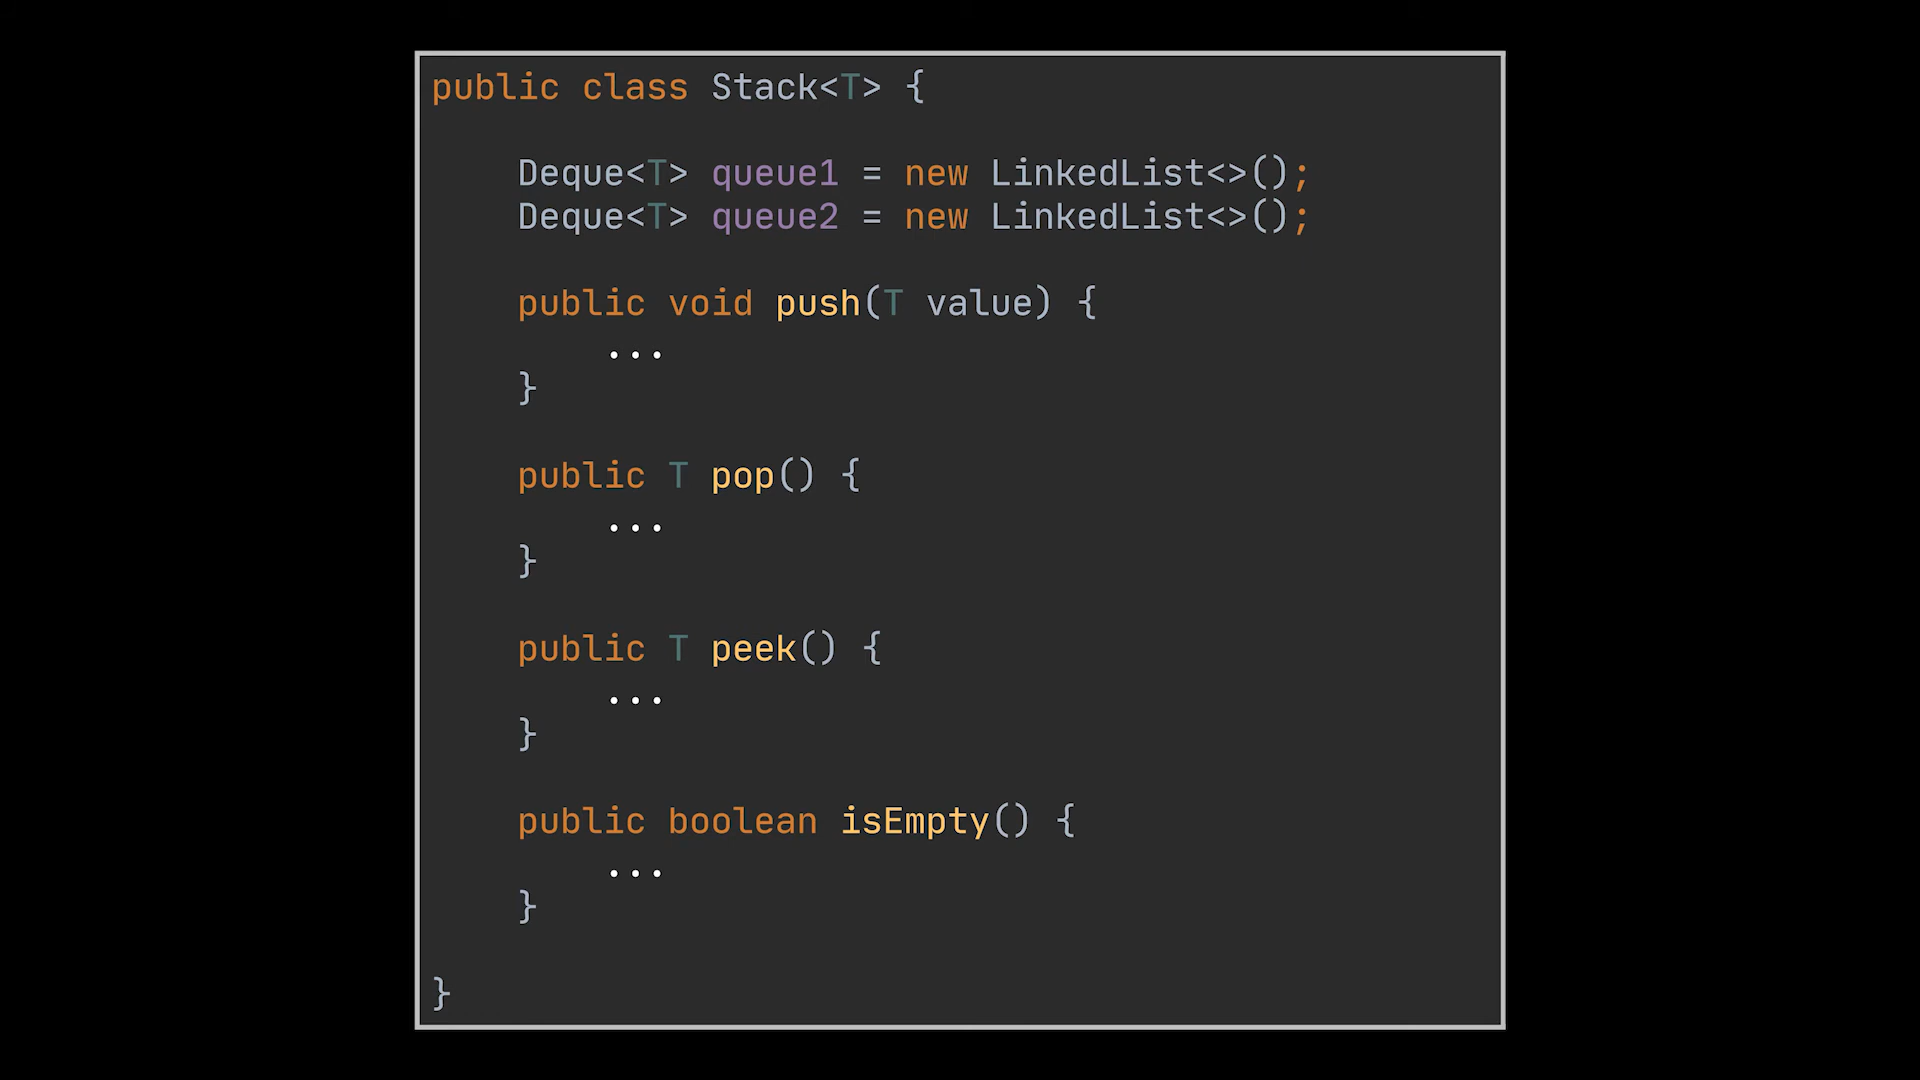 public class Stack<T> {
Deque<T> queue1 = new LinkedList<>();
Deque<T> queue2 = new LinkedList<>();
public void push(T value) {
...
}
public T pop() {
...
}
public T peek() {
...
}
public boolean isEmpty() {
...
}
}